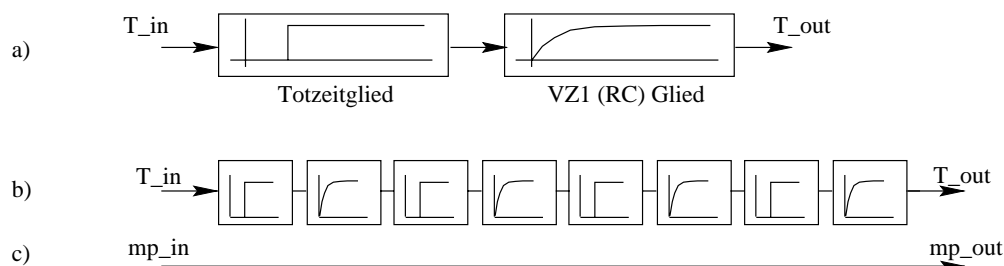 a) T_in T_out
Totzeitglied VZ1 (RC) Glied
b) T_in T_out
c) mp_in mp_out